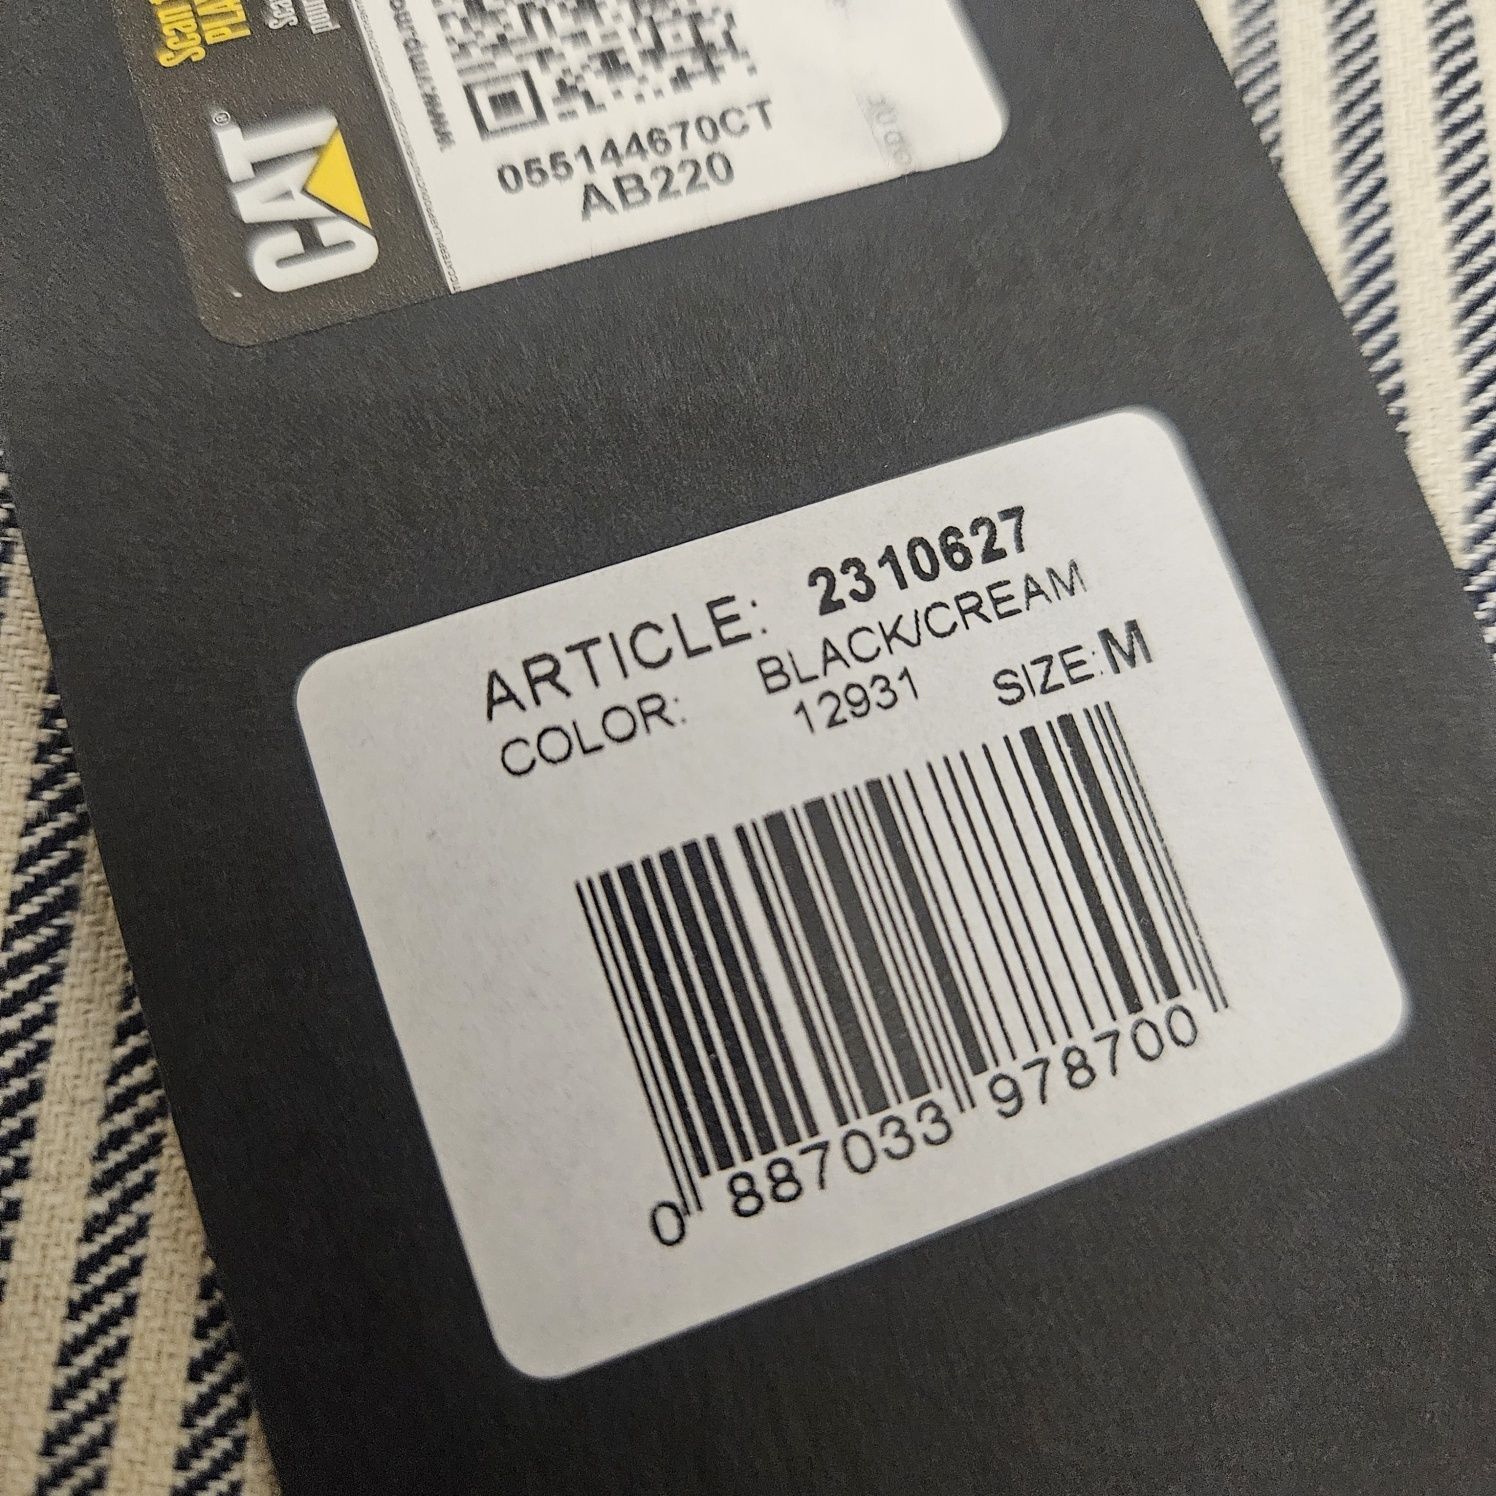 CAT®
055144670CT
AB220
ARTICLE: 2310627
COLOR: BLACK/CREAM
12931 SIZE:M
0 887033 978700